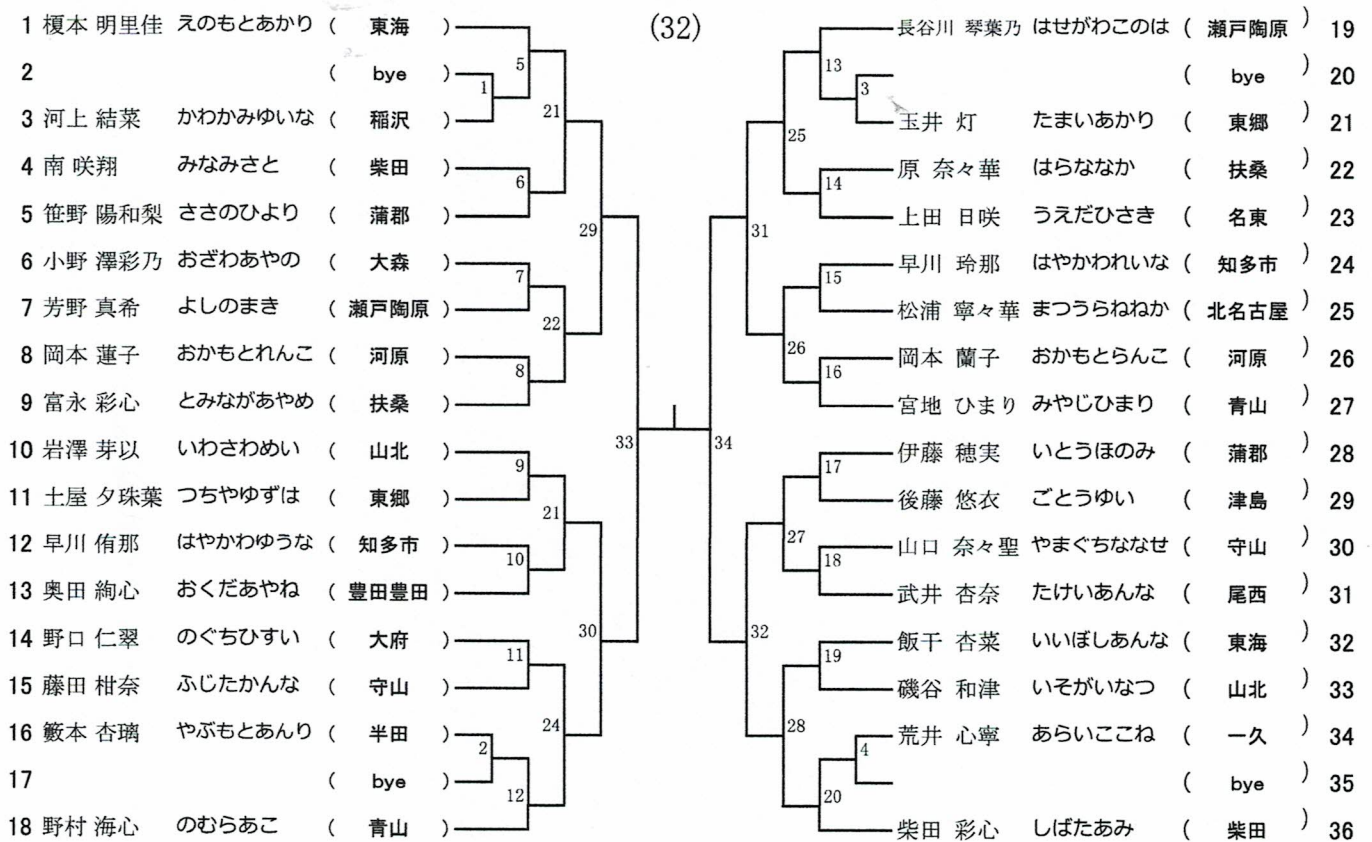 (32)
1 榎本 明里佳 えのもとあかり ( 東海 )
2 ( bye )
3 河上 結菜 かわかみゆいな ( 稲沢 )
4 南 咲翔 みなみさと ( 柴田 )
5 笹野 陽和梨 ささのひより ( 蒲郡 )
6 小野 澤彩乃 おざわあやの ( 大森 )
7 芳野 真希 よしのまき ( 瀬戸陶原 )
8 岡本 蓮子 おかもとれんこ ( 河原 )
9 富永 彩心 とみながあやめ ( 扶桑 )
10 岩澤 芽以 いわさわめい ( 山北 )
11 土屋 夕珠葉 つちやゆずは ( 東郷 )
12 早川 侑那 はやかわゆうな ( 知多市 )
13 奥田 絢心 おくだあやね ( 豊田豊田 )
14 野口 仁翠 のぐちひすい ( 大府 )
15 藤田 柑奈 ふじたかんな ( 守山 )
16 籔本 杏璃 やぶもとあんり ( 半田 )
17 ( bye )
18 野村 海心 のむらあこ ( 青山 )
1
5
6
7
8
9
10
11
2
12
21
22
21
24
29
30
33
34
31
32
25
26
27
28
13
3
14
15
16
17
18
19
4
20
長谷川 琴葉乃 はせがわこのは ( 瀬戸陶原 ) 19
( bye ) 20
玉井 灯 たまいあかり ( 東郷 ) 21
原 奈々華 はらななか ( 扶桑 ) 22
上田 日咲 うえだひさき ( 名東 ) 23
早川 玲那 はやかわれいな ( 知多市 ) 24
松浦 寧々華 まつうらねねか ( 北名古屋 ) 25
岡本 蘭子 おかもとらんこ ( 河原 ) 26
宮地 ひまり みやじひまり ( 青山 ) 27
伊藤 穂実 いとうほのみ ( 蒲郡 ) 28
後藤 悠衣 ごとうゆい ( 津島 ) 29
山口 奈々聖 やまぐちななせ ( 守山 ) 30
武井 杏奈 たけいあんな ( 尾西 ) 31
飯干 杏菜 いいぼしあんな ( 東海 ) 32
磯谷 和津 いそがいなつ ( 山北 ) 33
荒井 心寧 あらいここね ( 一久 ) 34
( bye ) 35
柴田 彩心 しばたあみ ( 柴田 ) 36